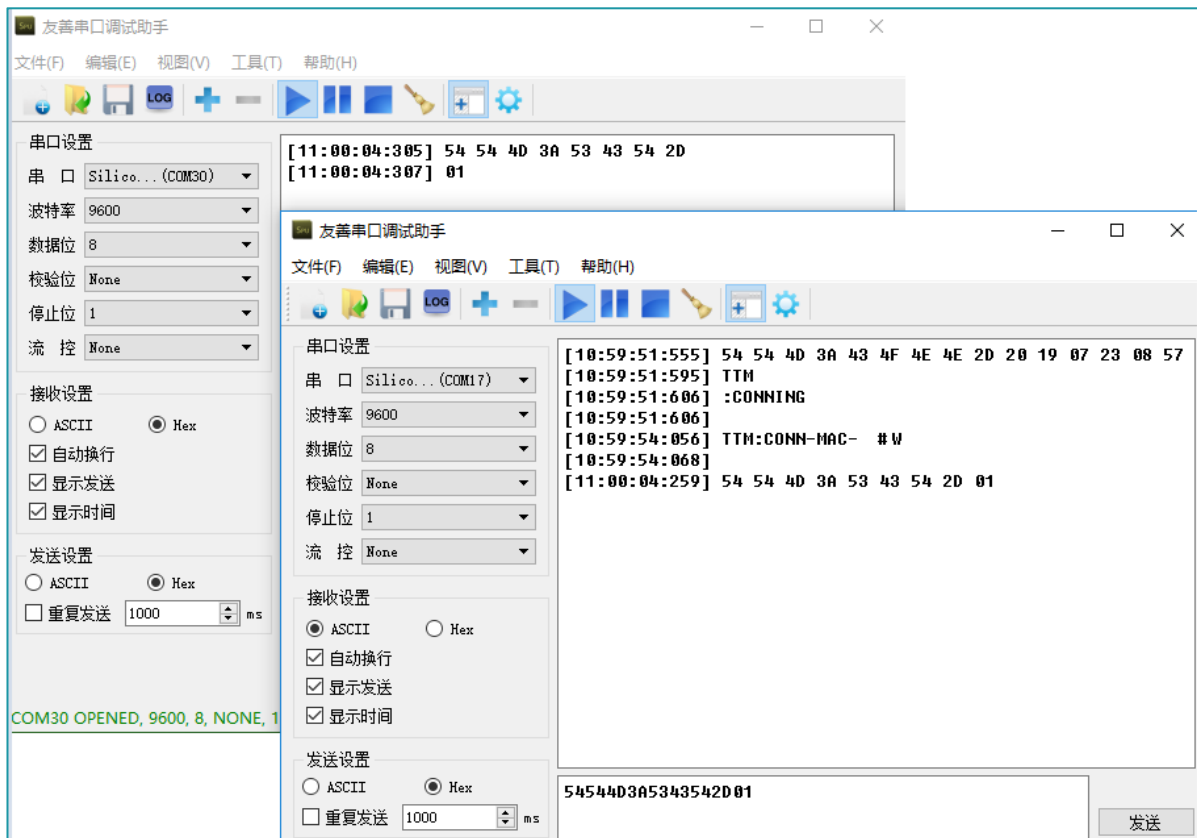 友善串口调试助手
文件(F) 编辑(E) 视图(V) 工具(T) 帮助(H)
LOG
串口设置
串 口 Silico...(COM30)
波特率 9600
数据位 8
校验位 None
停止位 1
流 控 None
接收设置
ASCII Hex
自动换行
显示发送
显示时间
发送设置
ASCII Hex
重复发送 1000 ms
COM30 OPENED, 9600, 8, NONE, 1
[11:00:04:305] 54 54 4D 3A 53 43 54 2D
[11:00:04:307] 01
友善串口调试助手
文件(F) 编辑(E) 视图(V) 工具(T) 帮助(H)
LOG
串口设置
串 口 Silico...(COM17)
波特率 9600
数据位 8
校验位 None
停止位 1
流 控 None
接收设置
ASCII Hex
自动换行
显示发送
显示时间
发送设置
ASCII Hex
重复发送 1000 ms
[10:59:51:555] 54 54 4D 3A 43 4F 4E 4E 2D 20 19 07 23 08 57
[10:59:51:595] TTM
[10:59:51:606] :CONNING
[10:59:51:606]
[10:59:54:056] TTM:CONN-MAC- #W
[10:59:54:068]
[11:00:04:259] 54 54 4D 3A 53 43 54 2D 01
54544D3A5343542D01
发送